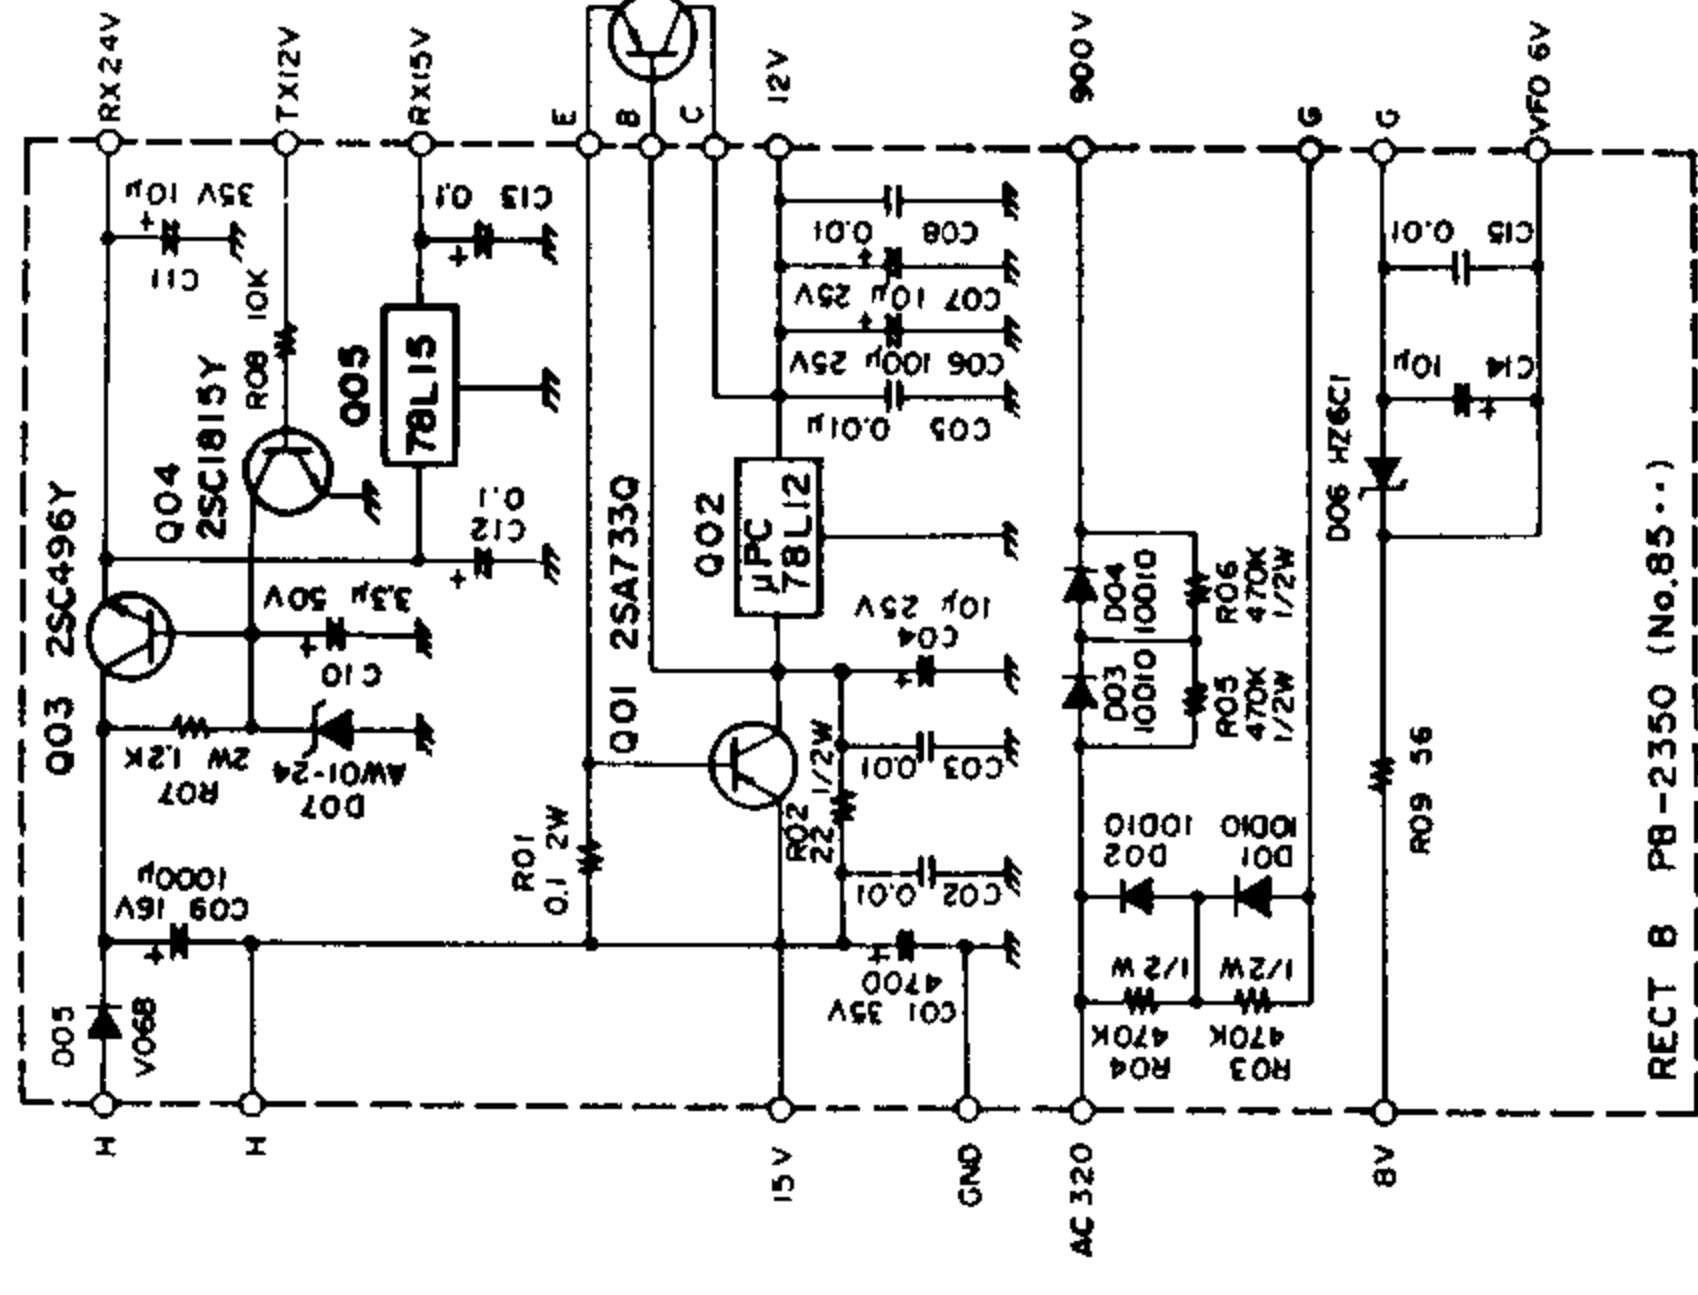 RX24V
TX12V
RX15V
E
B
C
12V
900V
G
G
VFO 6V
C11
10µ 35V
R08 10K
C13 0.1
Q05
78L15
Q04
2SC1815Y
Q03 2SC496Y
C12
0.1
C10
3.3µ 50V
R07
1.2K 2W
D07
AW01-24
C09 16V
1000µ
D05
V06B
H
H
R01
0.1 2W
Q01 2SA733Q
Q02
µPC
78L12
C08
0.01
C07 10µ 25V
C06 100µ 25V
C05
0.01µ
C04
10µ 25V
C03
0.01
R02
22 1/2W
C02
0.01
C01 35V
4700
15V
GND
D04
10D10
D03
10D10
R06
470K
1/2W
R05
470K
1/2W
D02
10D10
D01
10D10
R04
470K
1/2W
R03
470K
1/2W
AC 320
C15
0.01
C14
10µ
D06 HZ6C1
R09 56
8V
RECT B PB-2350 (No.85··)